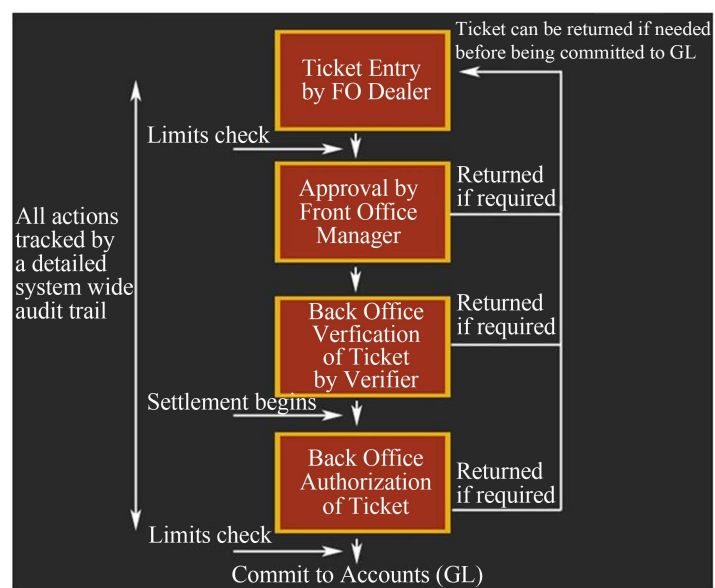 Ticket can be returned if needed
before being committed to GL
Ticket Entry
by FO Dealer
Limits check
Approval by
Front Office
Manager
Returned
if required
All actions
tracked by
a detailed
system wide
audit trail
Back Office
Verfication
of Ticket
by Verifier
Returned
if required
Settlement begins
Back Office
Authorization
of Ticket
Returned
if required
Limits check
Commit to Accounts (GL)